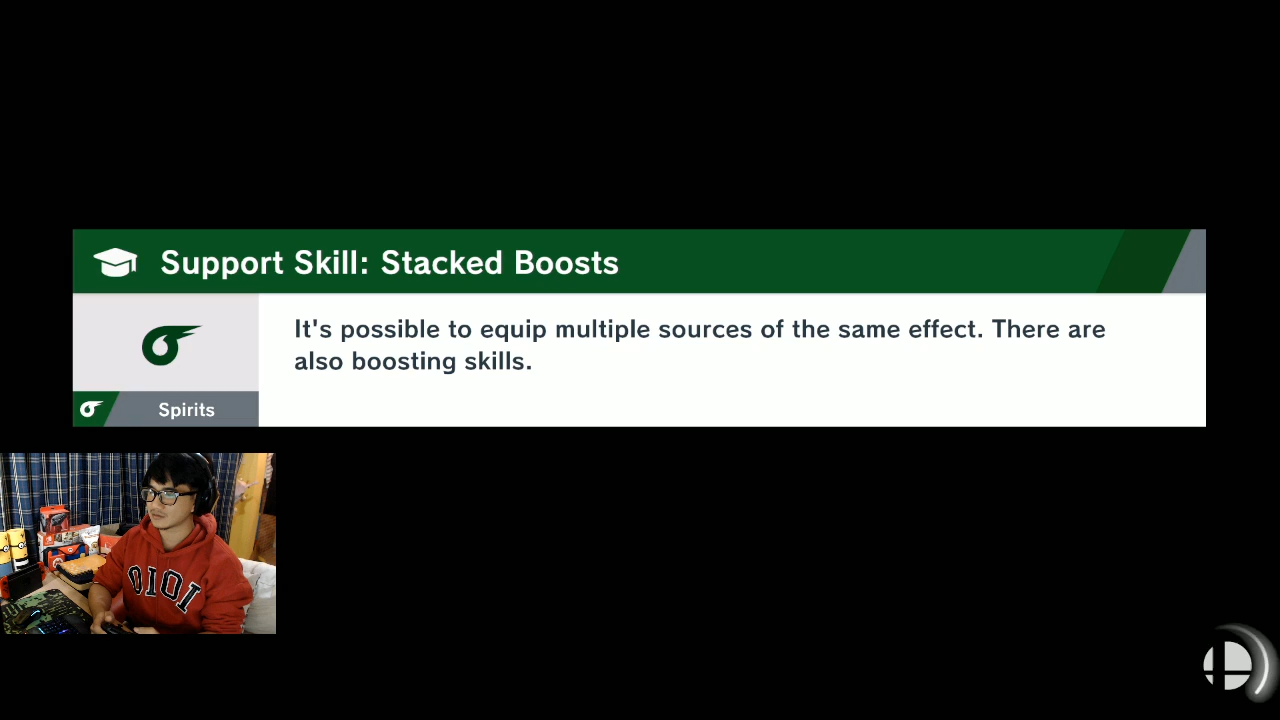 Support Skill: Stacked Boosts
It's possible to equip multiple sources of the same effect. There are
also boosting skills.
Spirits
OIOI